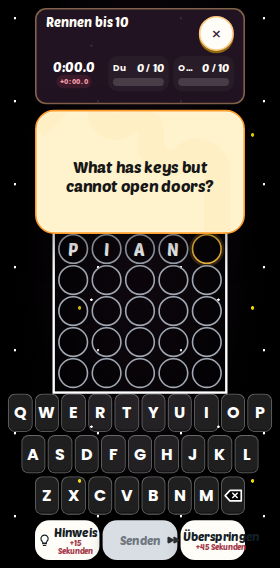 Rennen bis 10
×
0:00.0
+0:00.0
Du 0 / 10
O... 0 / 10
What has keys but
cannot open doors?
P I A N
Q W E R T Y U I O P
A S D F G H J K L
Z X C V B N M
Hinweis
+15
Sekunden
Senden
Überspringen
+45 Sekunden